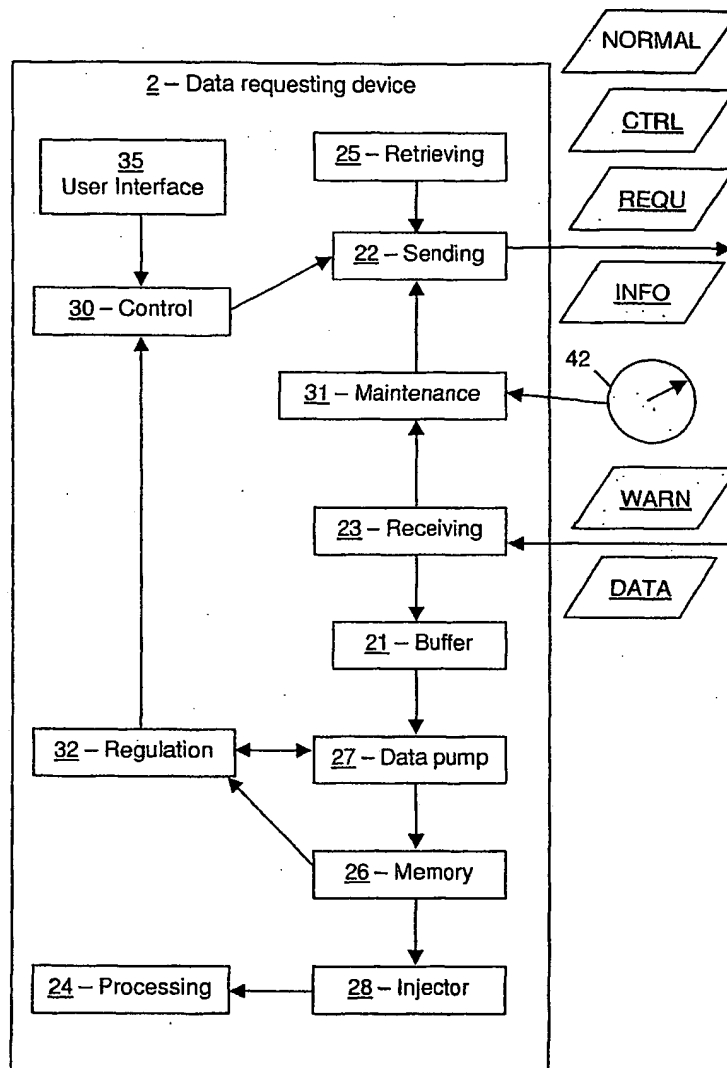 NORMAL
2 – Data requesting device
CTRL
35
User Interface
25 – Retrieving
REQU
22 – Sending
30 – Control
INFO
42
31 – Maintenance
WARN
23 – Receiving
DATA
21 – Buffer
32 – Regulation
27 – Data pump
26 – Memory
24 – Processing
28 – Injector